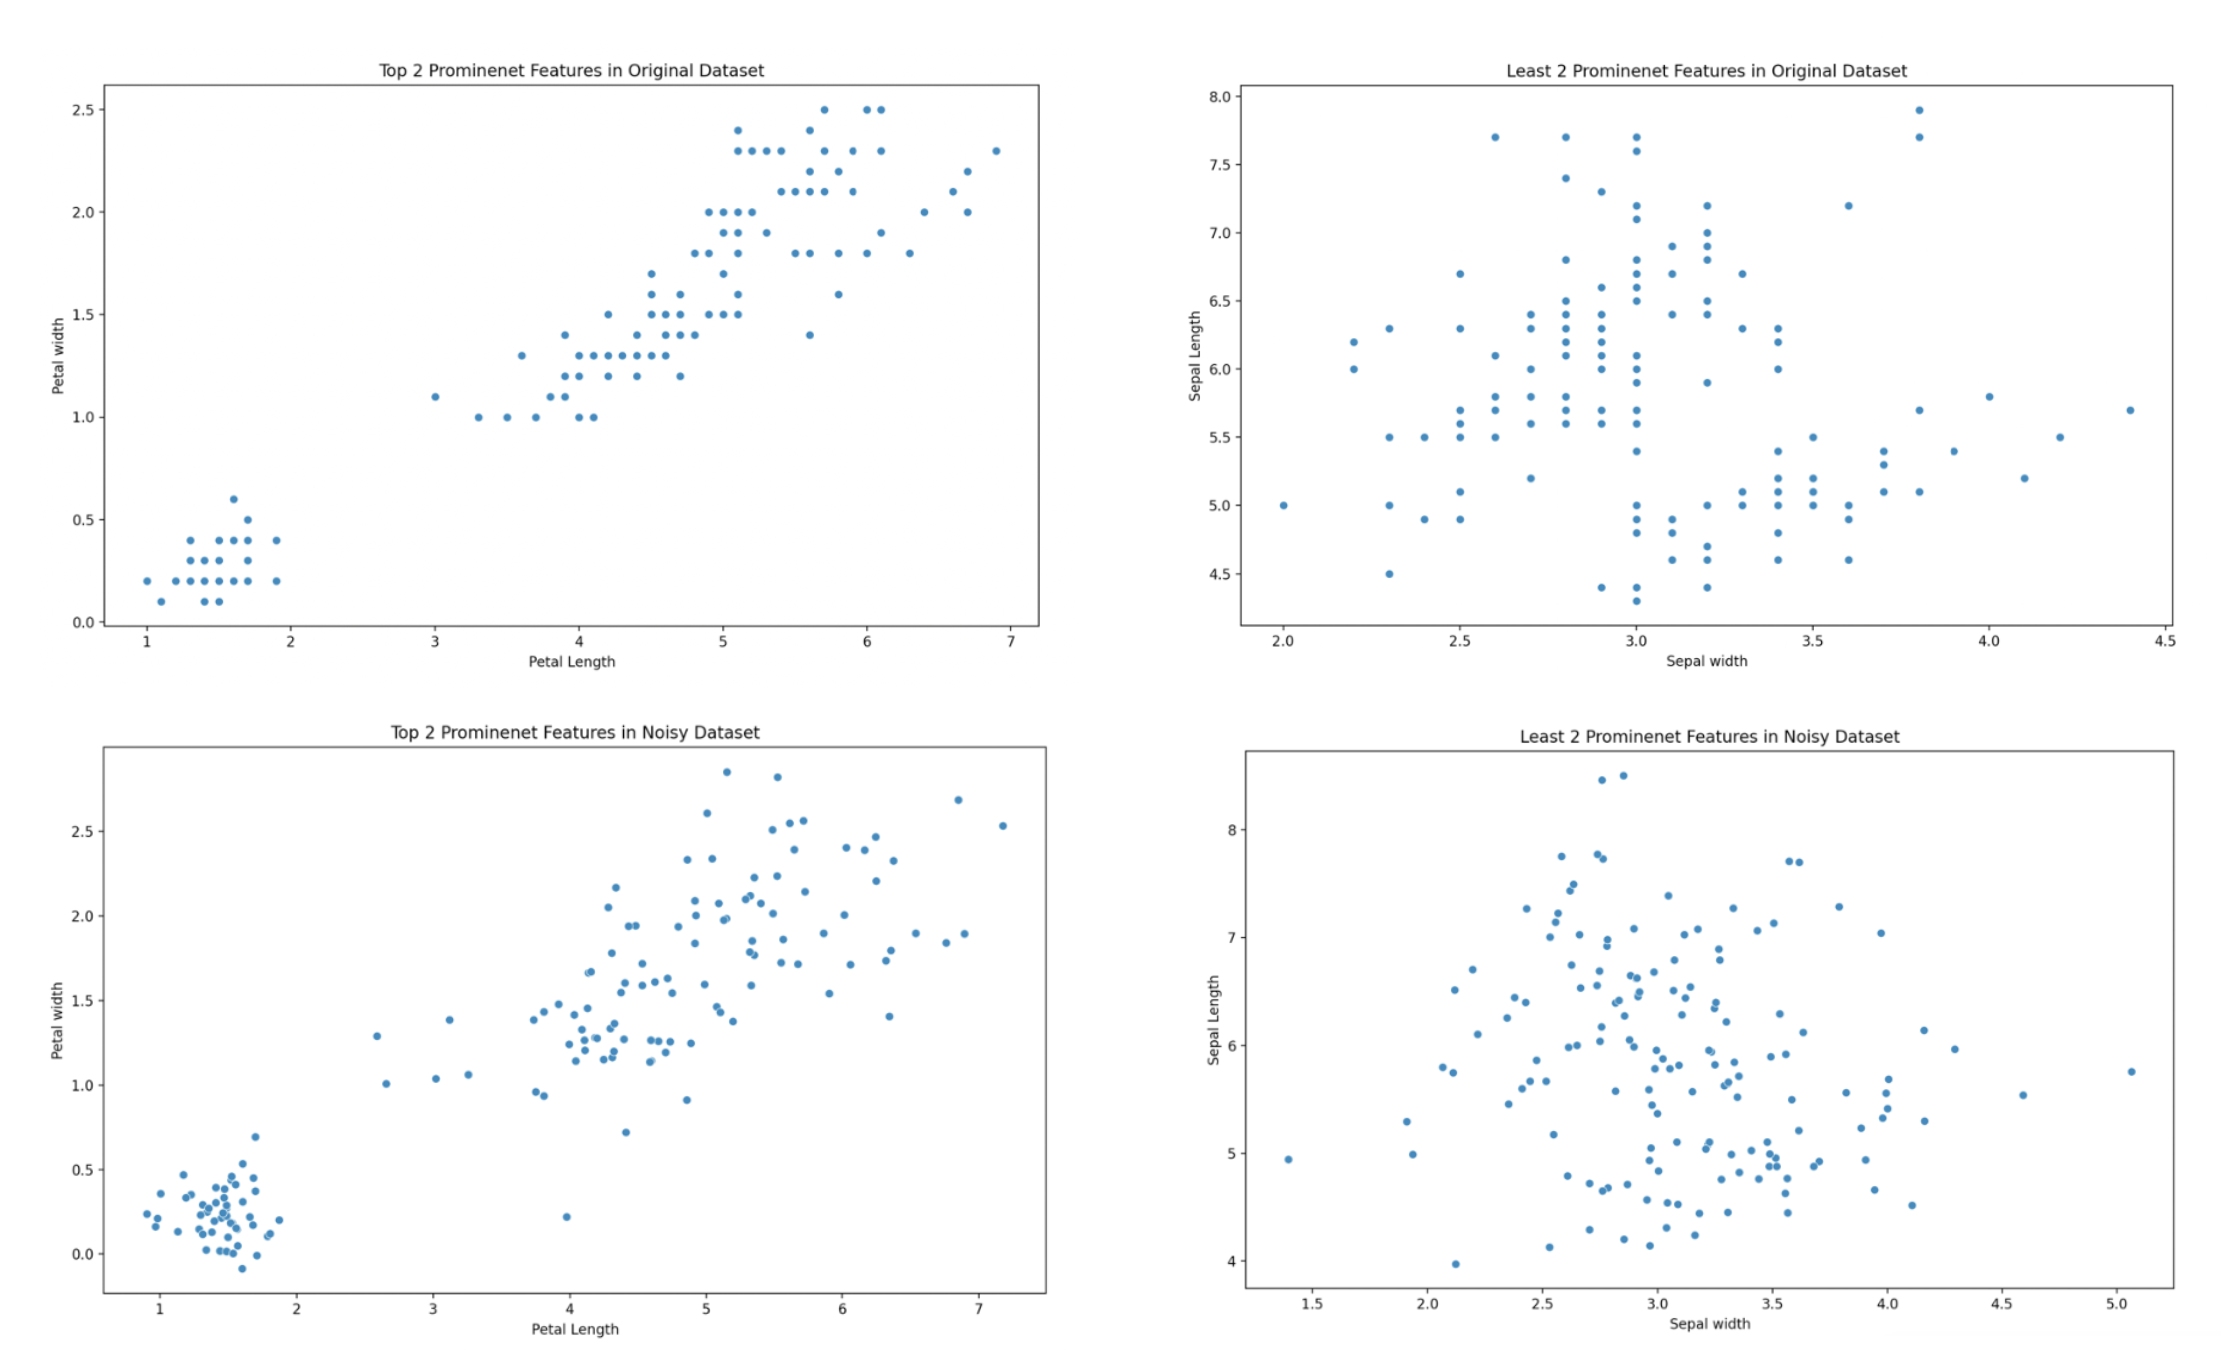 Top 2 Prominenet Features in Original Dataset
2.5
2.0
1.5
1.0
0.5
0.0
Petal width
1 2 3 4 5 6 7
Petal Length
Least 2 Prominenet Features in Original Dataset
8.0
7.5
7.0
6.5
6.0
5.5
5.0
4.5
Sepal Length
2.0 2.5 3.0 3.5 4.0 4.5
Sepal width
Top 2 Prominenet Features in Noisy Dataset
2.5
2.0
1.5
1.0
0.5
0.0
Petal width
1 2 3 4 5 6 7
Petal Length
Least 2 Prominenet Features in Noisy Dataset
8
7
6
5
4
Sepal Length
1.5 2.0 2.5 3.0 3.5 4.0 4.5 5.0
Sepal width